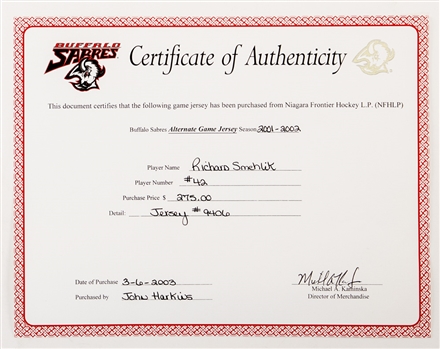 BUFFALO
SABRES
Certificate of Authenticity
This document certifies that the following game jersey has been purchased from Niagara Frontier Hockey L.P. (NFHLP)
Buffalo Sabres Alternate Game Jersey Season 2001-2002
Player Name Richard Smehlik
Player Number #42
Purchase Price $ 275.00
Detail: Jersey # 9406
Date of Purchase 3-6-2003
Purchased by John Harkins
Michael A. Kaminska
Director of Merchandise